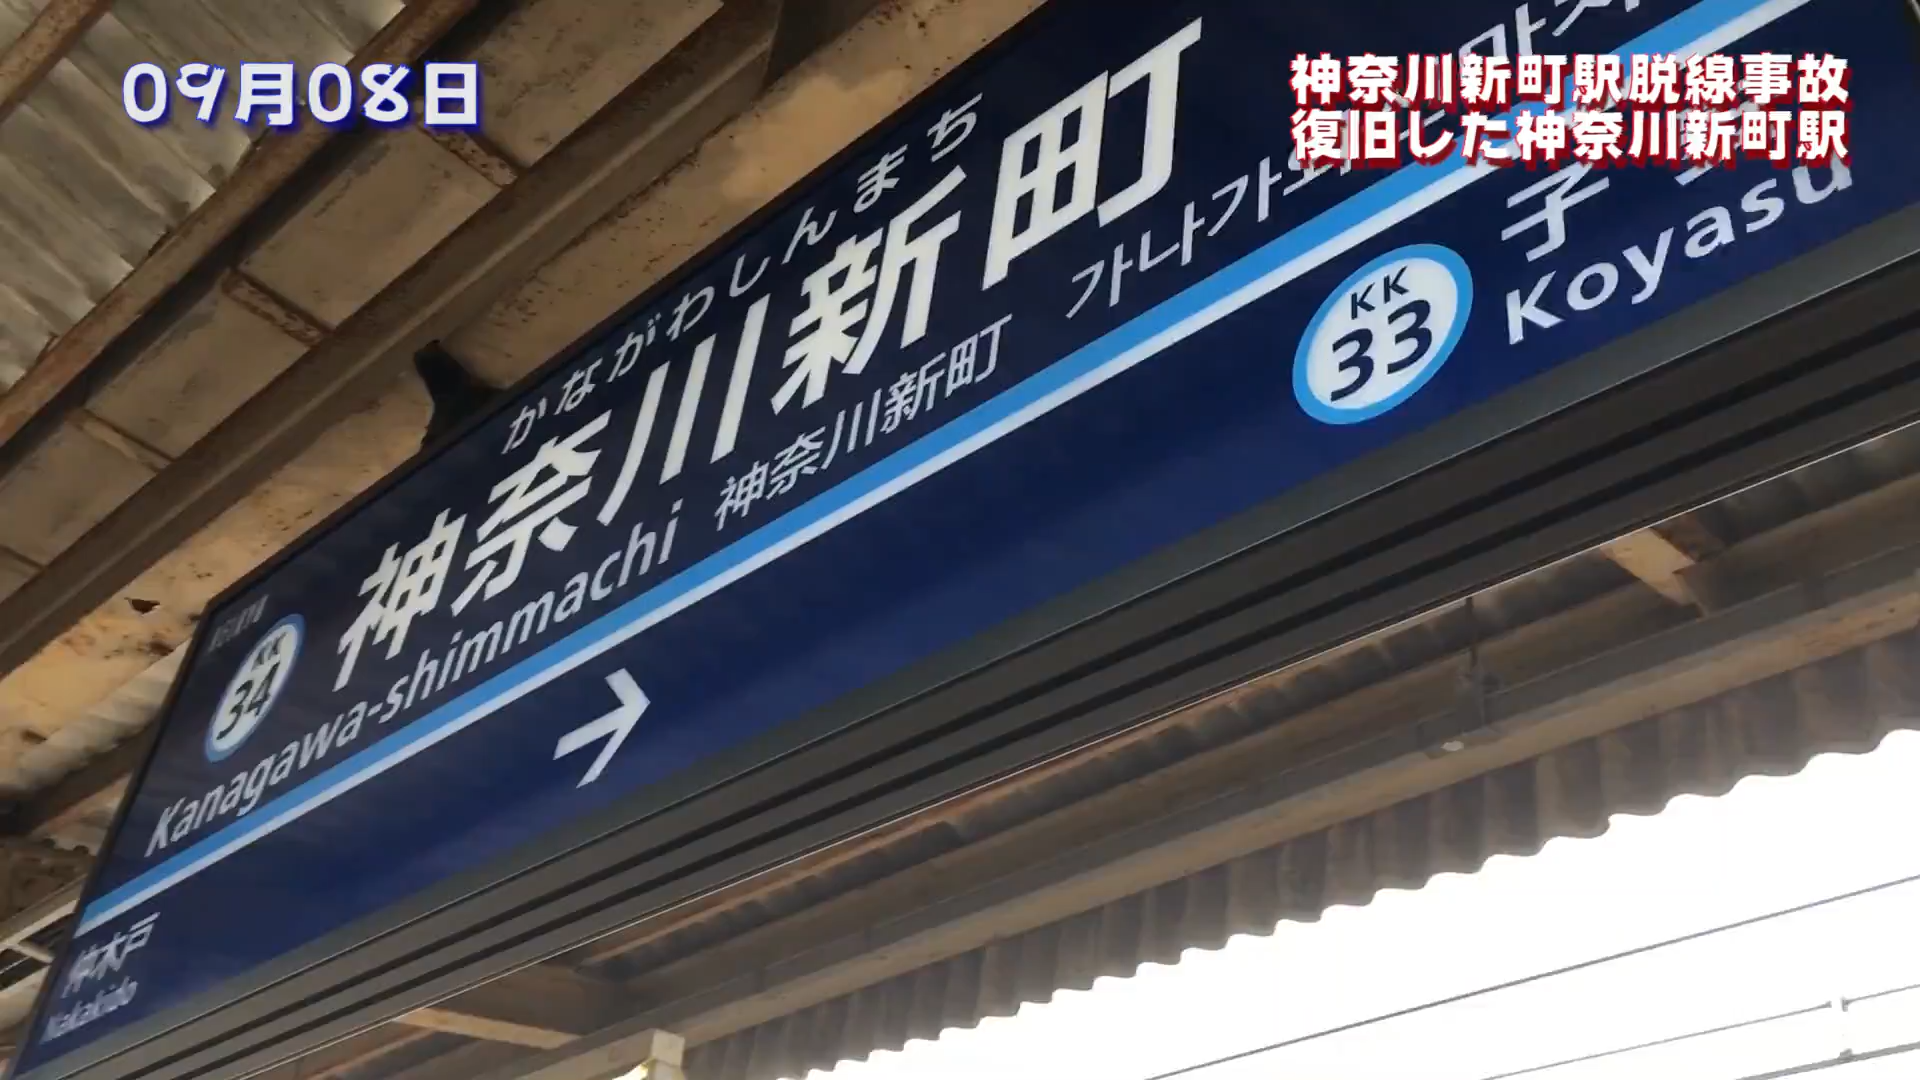 09月08日
神奈川新町駅脱線事故
復旧した神奈川新町駅
かながわしんまち
神奈川新町
KK
34
Kanagawa-shimmachi
神奈川新町
KK
33
子
Koyasu
→
仲木戸
Nakakido